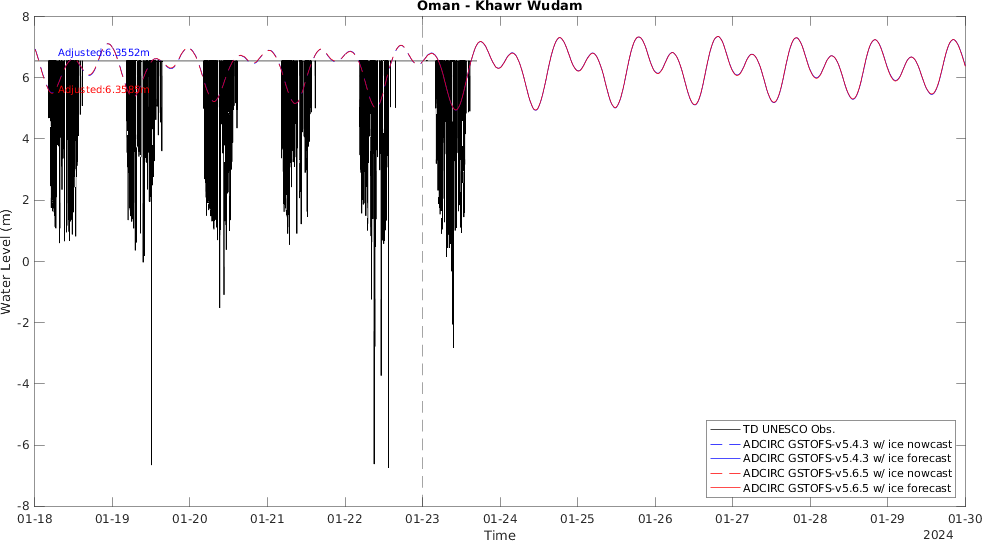 Oman - Khawr Wudam
8
6
4
2
0
-2
-4
-6
-8
Water Level (m)
Adjusted:6.3552m
TD UNESCO Obs.
ADCIRC GSTOFS-v5.4.3 w/ ice nowcast
ADCIRC GSTOFS-v5.4.3 w/ ice forecast
ADCIRC GSTOFS-v5.6.5 w/ ice nowcast
ADCIRC GSTOFS-v5.6.5 w/ ice forecast
01-18 01-19 01-20 01-21 01-22 01-23 01-24 01-25 01-26 01-27 01-28 01-29 01-30
Time
2024